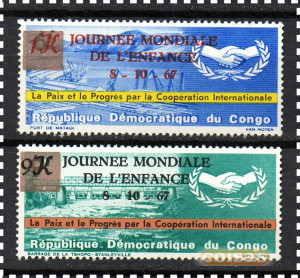 1K JOURNEE MONDIALE
DE L'ENFANCE
8 - 10 - 67
La Paix et le Progrès par la Coopération Internationale
République Démocratique du Congo
PORT DE MATADI VAN NOTEN
9K JOURNEE MONDIALE
DE L'ENFANCE
8 - 10 - 67
La Paix et le Progrès par la Coopération Internationale
République Démocratique du Congo
BARRAGE DE LA TSHOPO - STANLEYVILLE